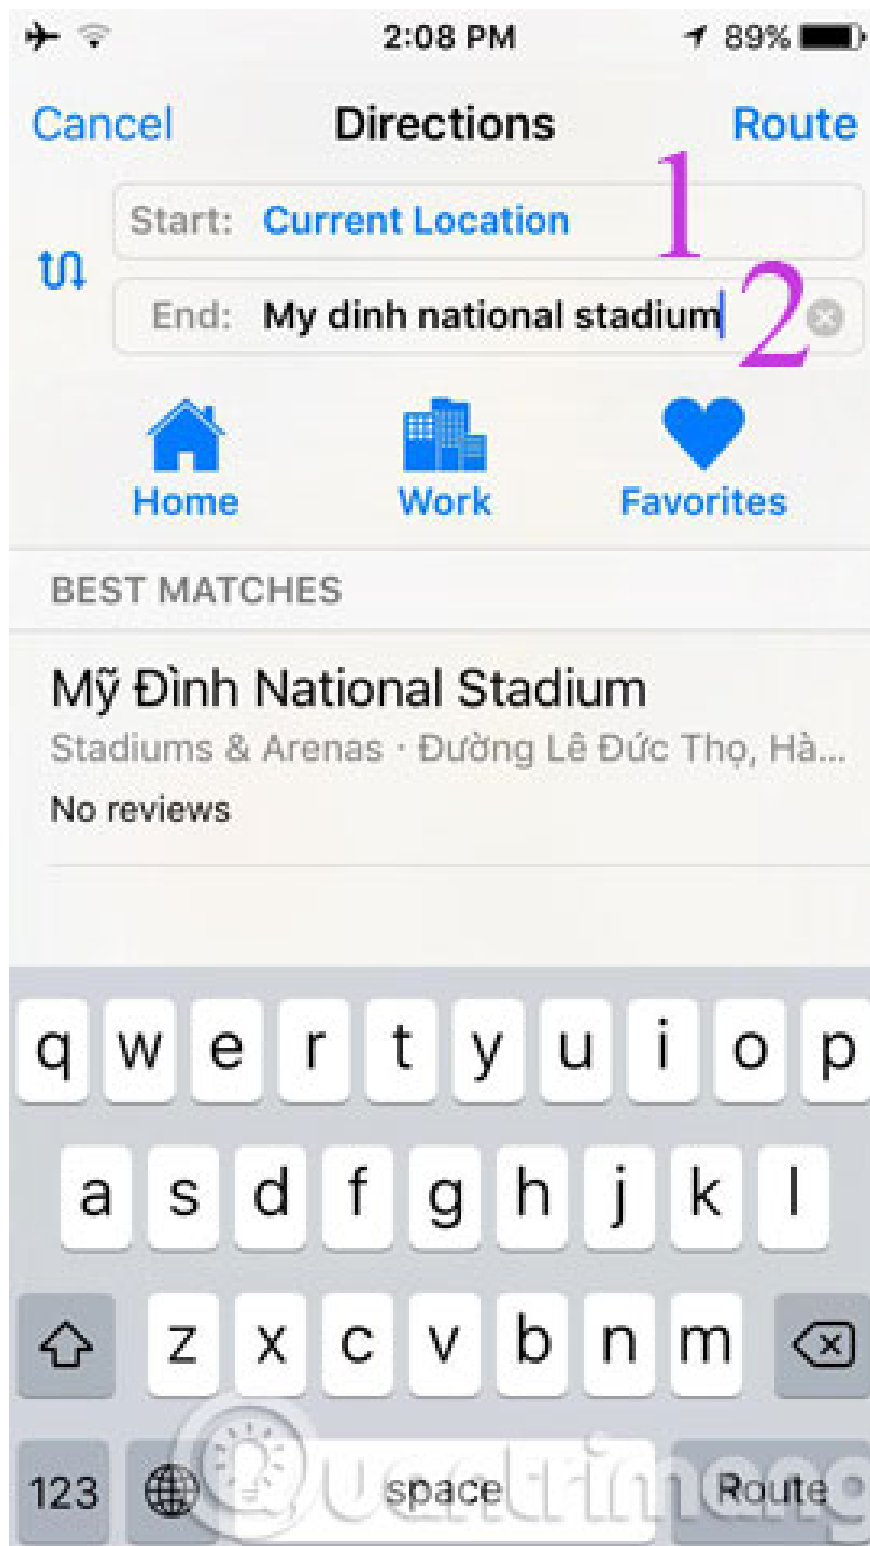 2:08 PM 89%
Cancel Directions Route
Start: Current Location 1
End: My dinh national stadium 2
Home Work Favorites
BEST MATCHES
Mỹ Đình National Stadium
Stadiums & Arenas · Đường Lê Đức Thọ, Hà...
No reviews
q w e r t y u i o p
a s d f g h j k l
z x c v b n m
123 space Route
Quantrimang